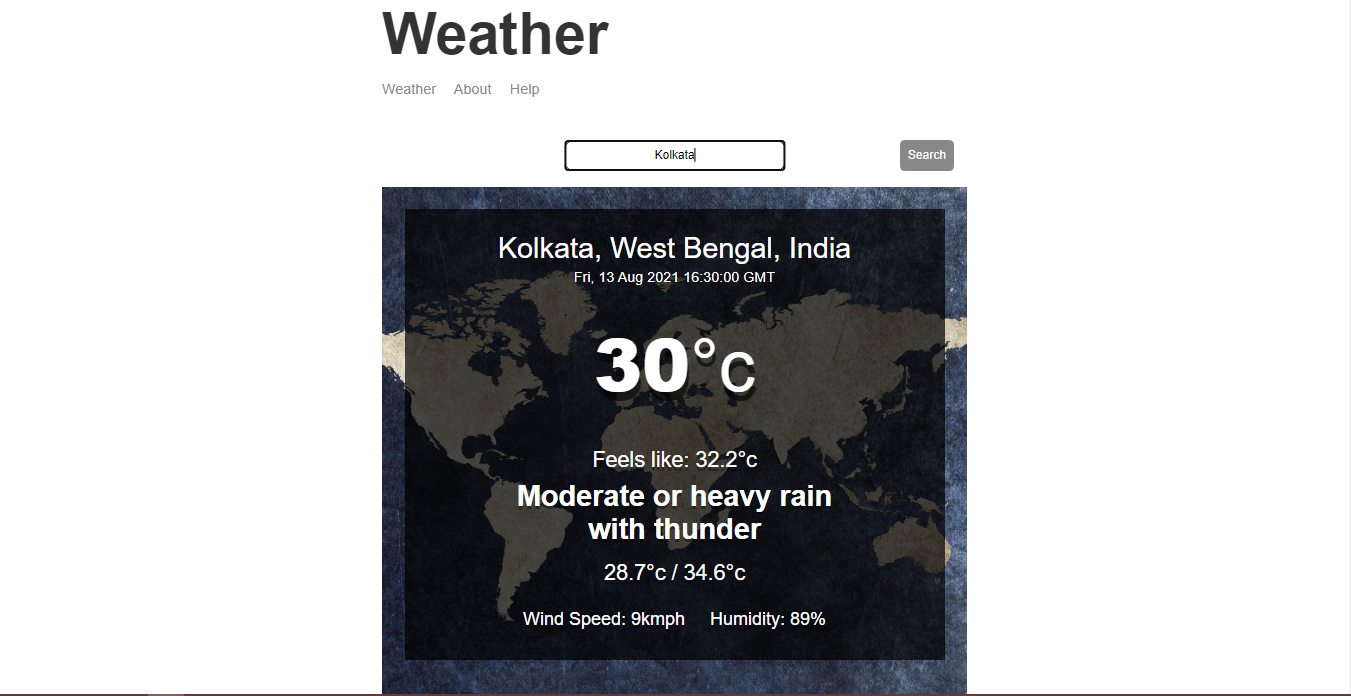 Weather
Weather About Help
Kolkata Search
Kolkata, West Bengal, India
Fri, 13 Aug 2021 16:30:00 GMT
30°c
Feels like: 32.2°c
Moderate or heavy rain
with thunder
28.7°c / 34.6°c
Wind Speed: 9kmph Humidity: 89%